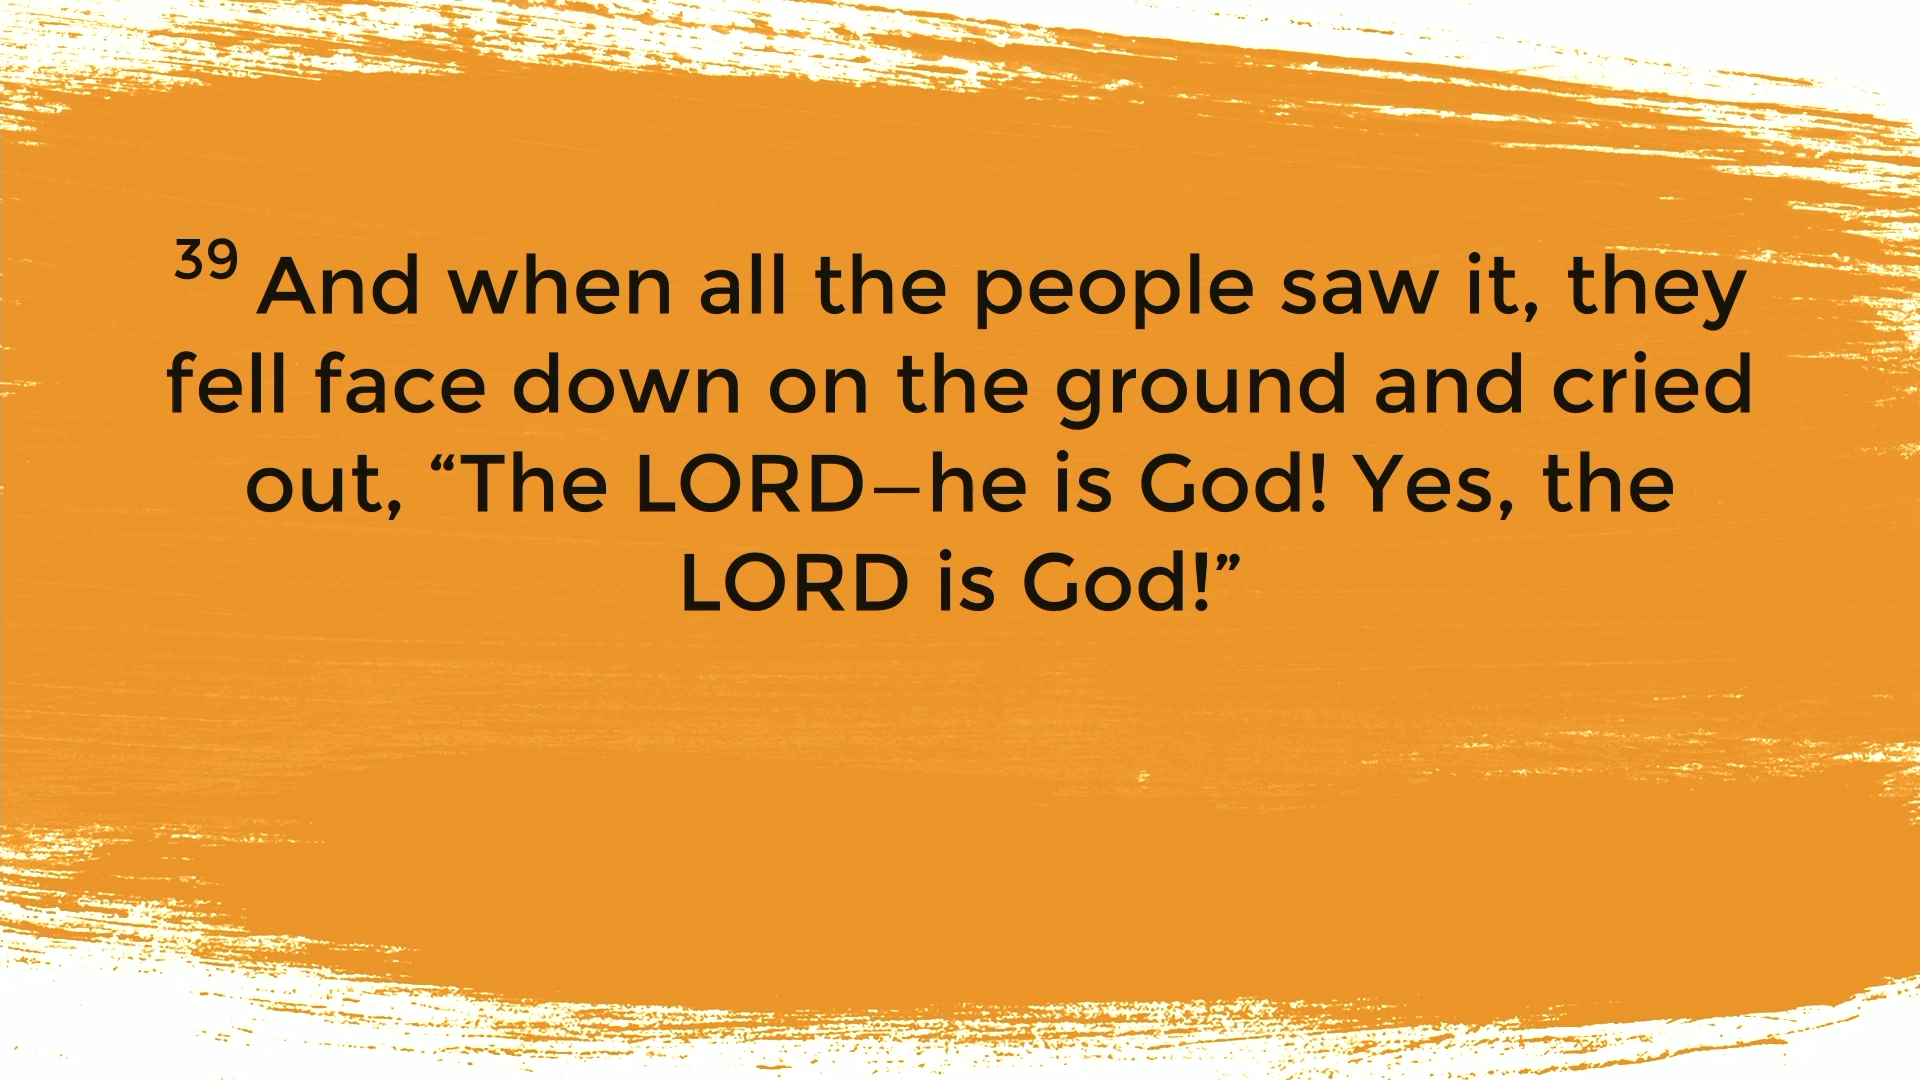 39 And when all the people saw it, they
fell face down on the ground and cried
out, “The LORD—he is God! Yes, the
LORD is God!”